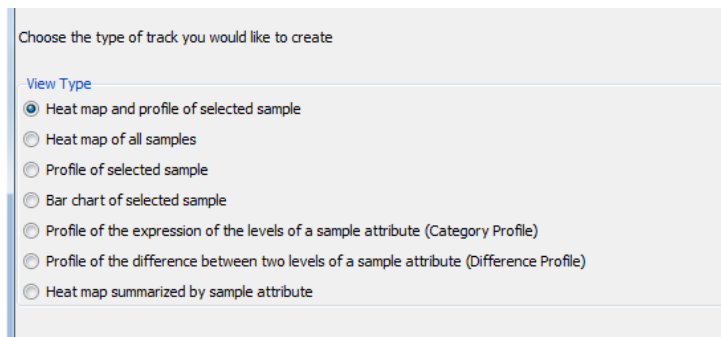 Choose the type of track you would like to create
View Type
Heat map and profile of selected sample
Heat map of all samples
Profile of selected sample
Bar chart of selected sample
Profile of the expression of the levels of a sample attribute (Category Profile)
Profile of the difference between two levels of a sample attribute (Difference Profile)
Heat map summarized by sample attribute